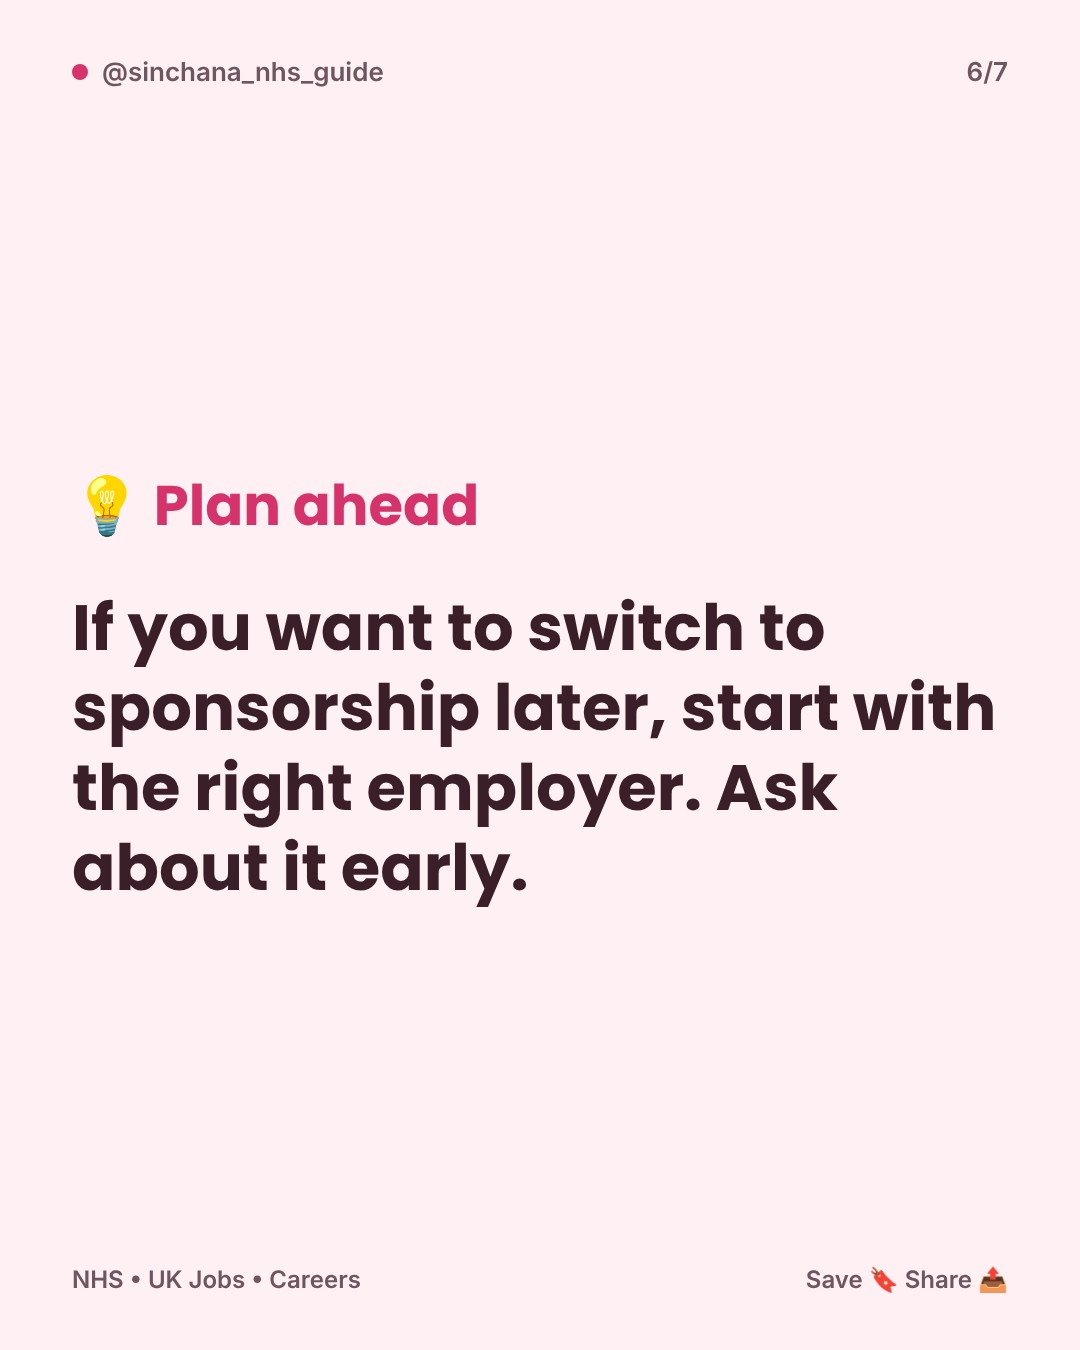 @sinchana_nhs_guide
6/7
💡 Plan ahead
If you want to switch to
sponsorship later, start with
the right employer. Ask
about it early.
NHS • UK Jobs • Careers
Save 🔖 Share 📤